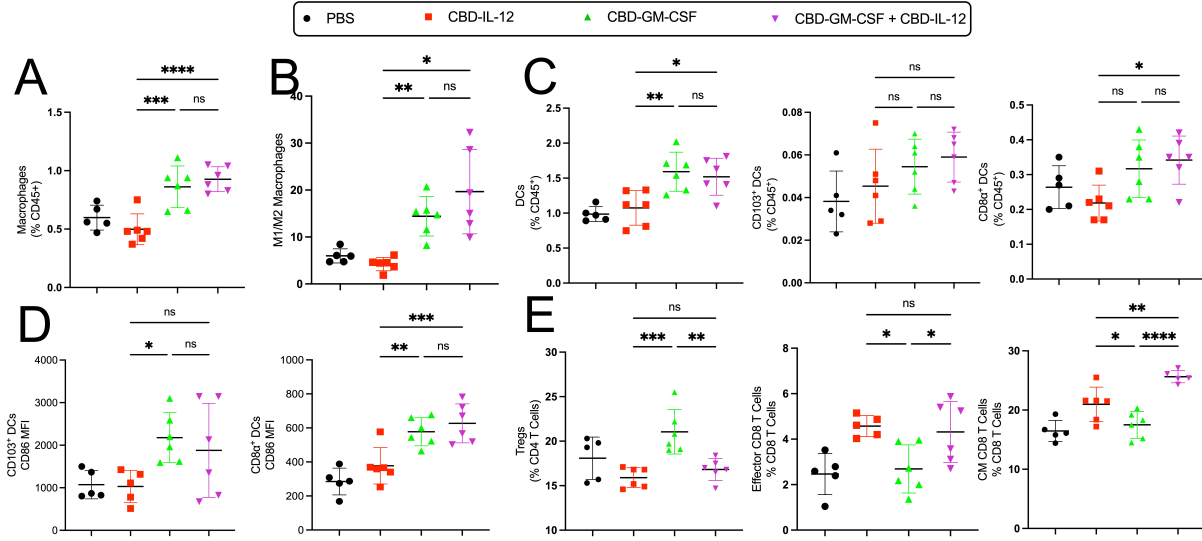 PBS CBD-IL-12 CBD-GM-CSF CBD-GM-CSF + CBD-IL-12
A
****
*** ns
Macrophages
(% CD45+)
1.5
1.0
0.5
0.0
B
*
** ns
M1/M2 Macrophages
40
30
20
10
0
C
*
** ns
DCs
(% CD45⁺)
2.5
2.0
1.5
1.0
0.5
0.0
ns
ns ns
CD103⁺ DCs
(% CD45⁺)
0.08
0.06
0.04
0.02
0.00
*
ns ns
CD8α⁺ DCs
(% CD45⁺)
0.5
0.4
0.3
0.2
0.1
0.0
D
ns
* ns
CD103⁺ DCs
CD86 MFI
4000
3000
2000
1000
0
***
** ns
CD8α⁺ DCs
CD86 MFI
1000
800
600
400
200
0
E
ns
*** **
Tregs
(% CD4 T Cells)
30
25
20
15
10
ns
* *
Effector CD8 T Cells
% CD8 T Cells
8
6
4
2
0
**
* ****
CM CD8 T Cells
% CD8 T Cells
30
20
10
0